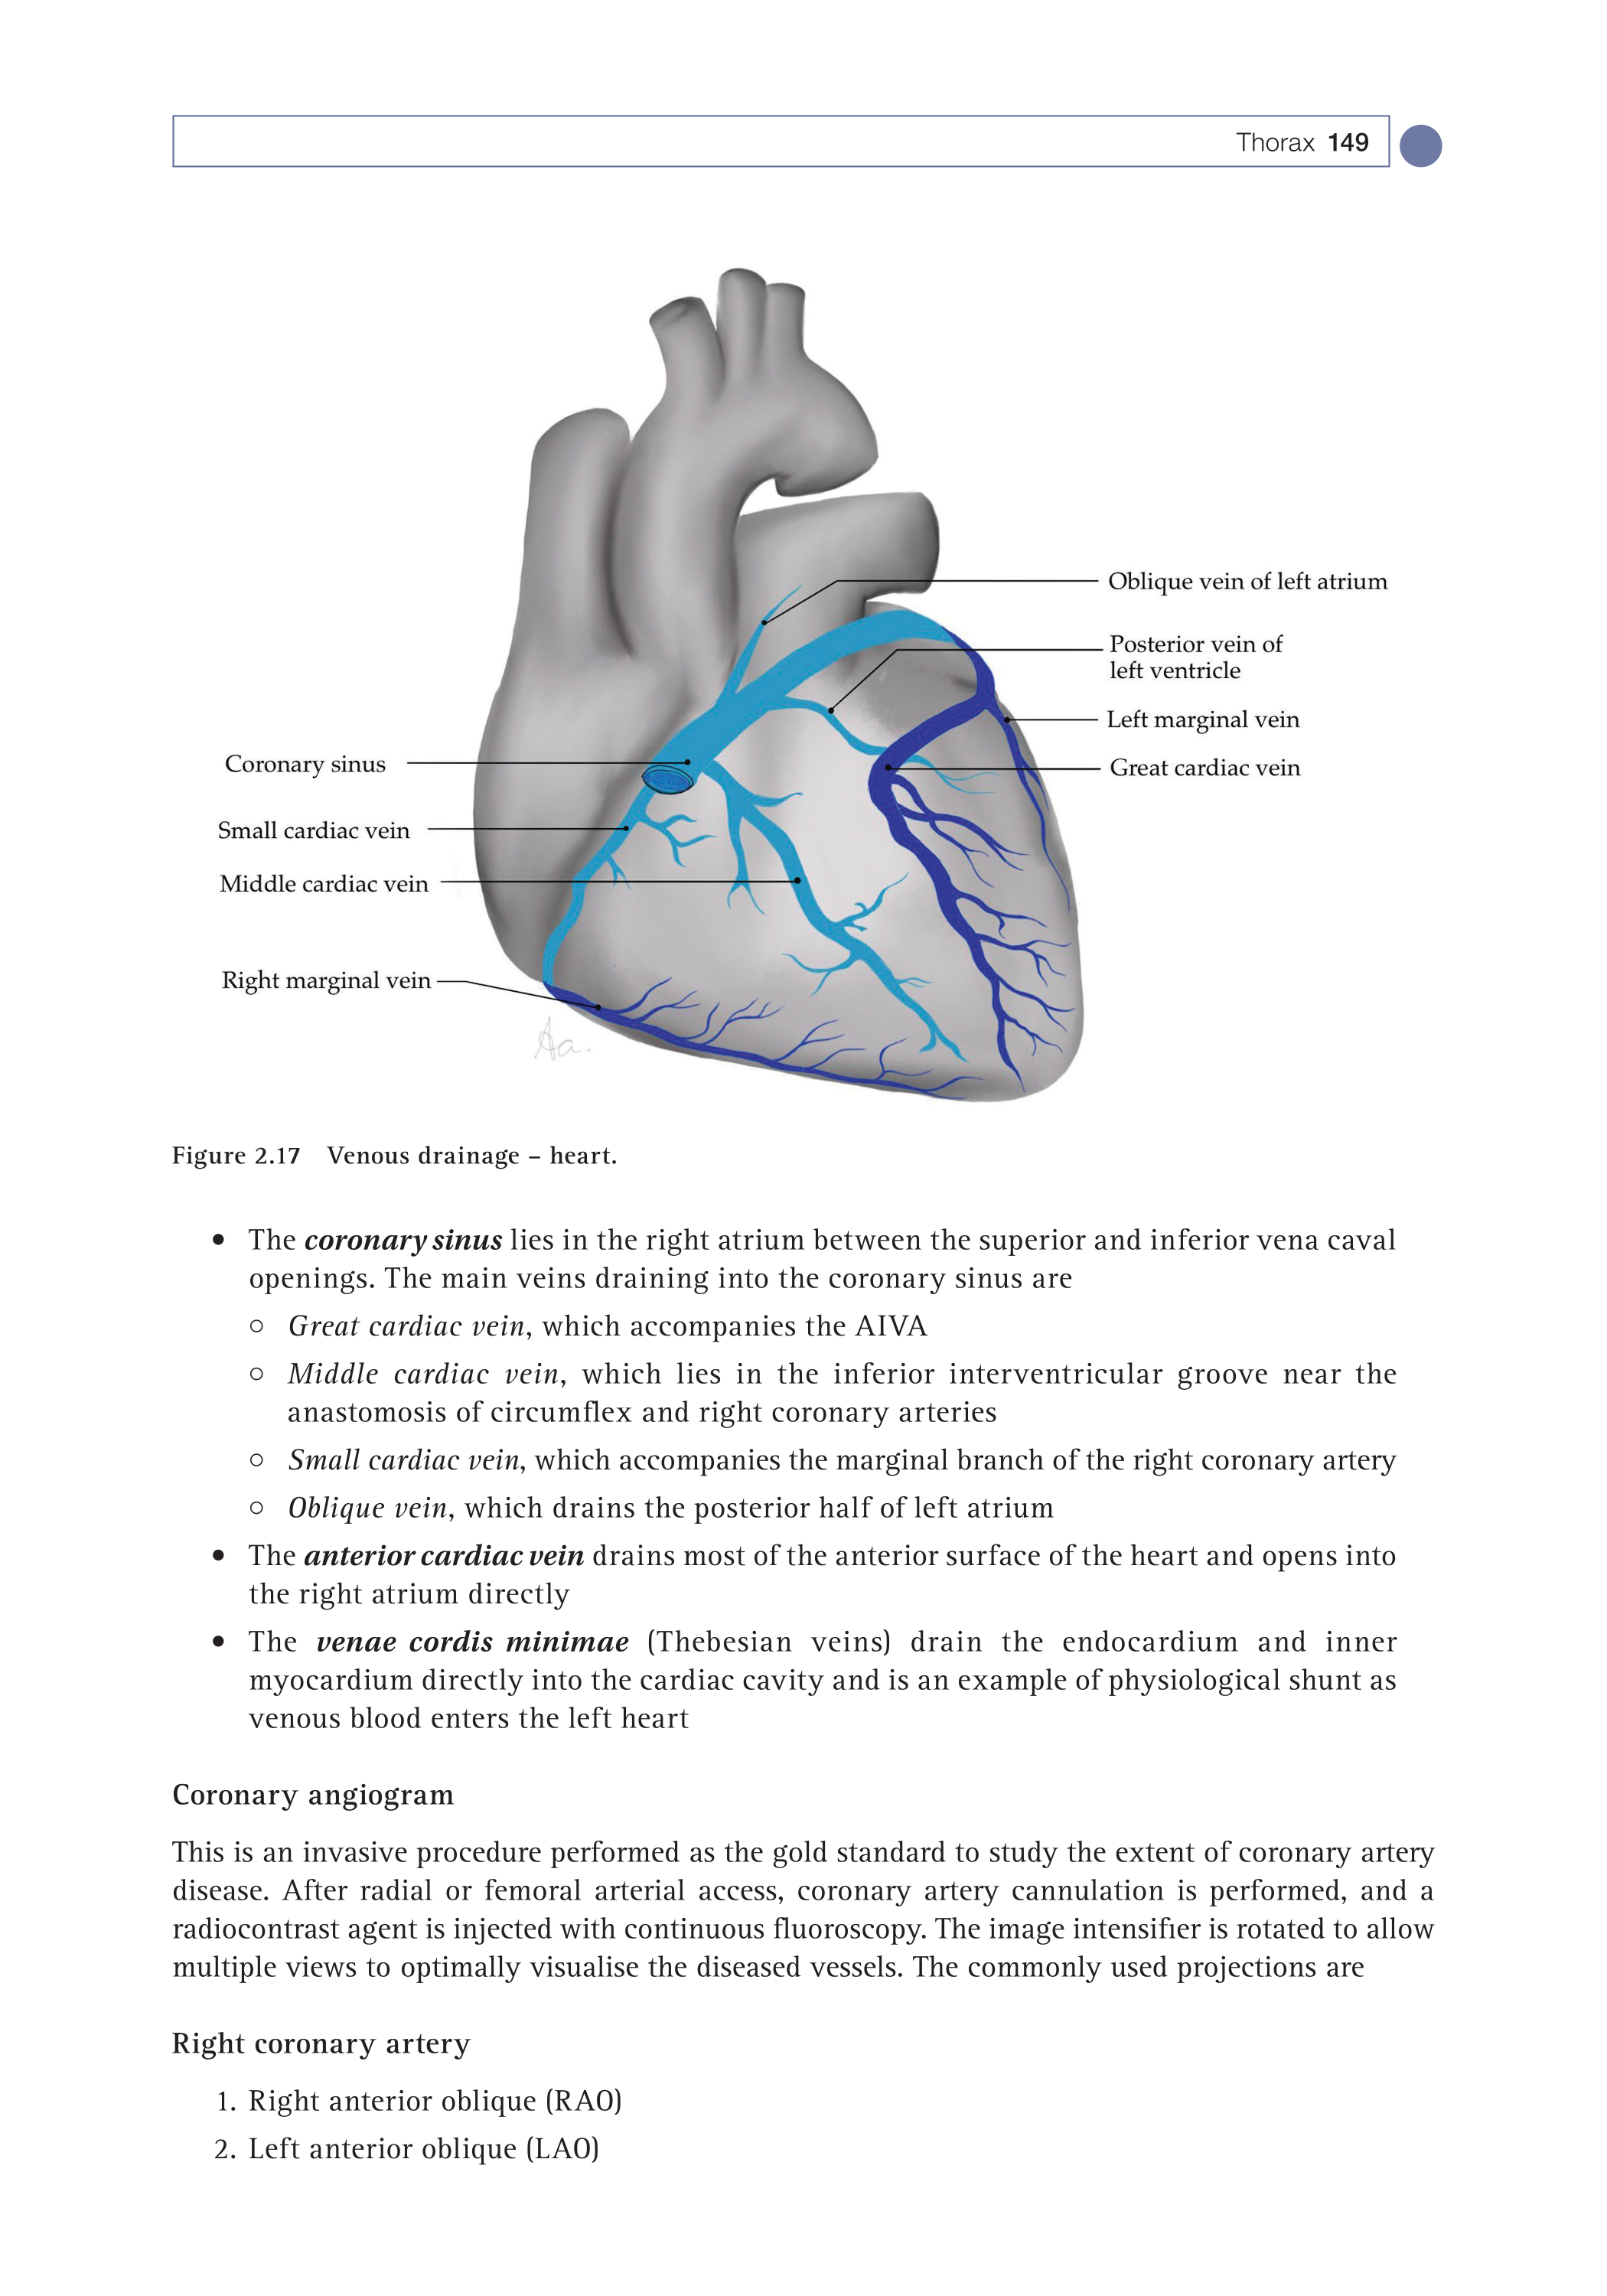 Thorax 149
Oblique vein of left atrium
Posterior vein of
left ventricle
Left marginal vein
Great cardiac vein
Coronary sinus
Small cardiac vein
Middle cardiac vein
Right marginal vein
Aa.
Figure 2.17 Venous drainage – heart.
• The coronary sinus lies in the right atrium between the superior and inferior vena caval
openings. The main veins draining into the coronary sinus are
○ Great cardiac vein, which accompanies the AIVA
○ Middle cardiac vein, which lies in the inferior interventricular groove near the
anastomosis of circumflex and right coronary arteries
○ Small cardiac vein, which accompanies the marginal branch of the right coronary artery
○ Oblique vein, which drains the posterior half of left atrium
• The anterior cardiac vein drains most of the anterior surface of the heart and opens into
the right atrium directly
• The venae cordis minimae (Thebesian veins) drain the endocardium and inner
myocardium directly into the cardiac cavity and is an example of physiological shunt as
venous blood enters the left heart
Coronary angiogram
This is an invasive procedure performed as the gold standard to study the extent of coronary artery
disease. After radial or femoral arterial access, coronary artery cannulation is performed, and a
radiocontrast agent is injected with continuous fluoroscopy. The image intensifier is rotated to allow
multiple views to optimally visualise the diseased vessels. The commonly used projections are
Right coronary artery
1. Right anterior oblique (RAO)
2. Left anterior oblique (LAO)